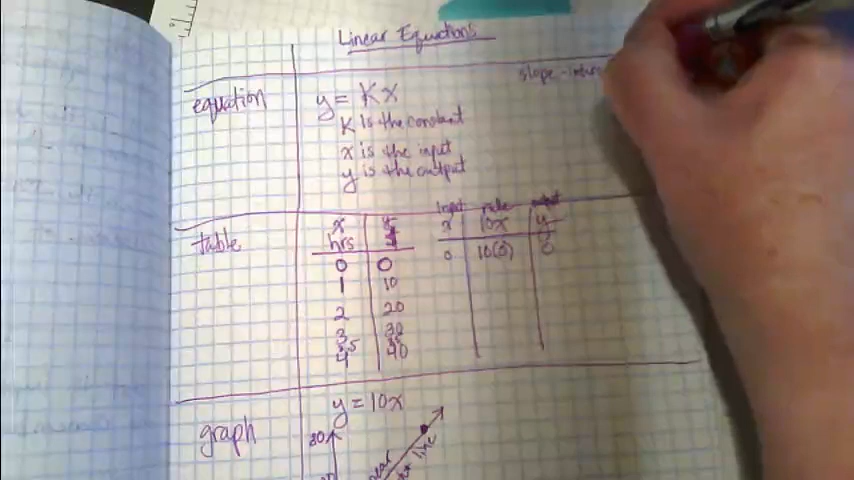 Linear Equations
equation
y = Kx
K is the constant
x is the input
y is the output
slope-inter
table
x y
hrs
0 0
1 10
2 20
3 30
3.5 35
4 40
input rule output
x 10x y
0 10(0) 0
graph
y = 10x
30
line